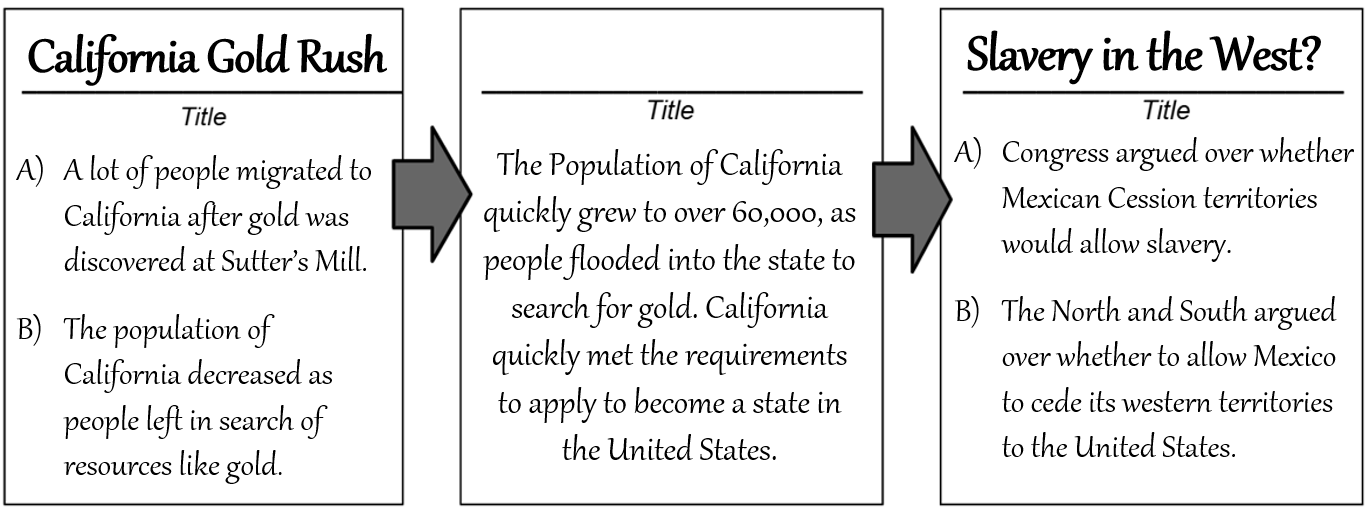 California Gold Rush
Title
A) A lot of people migrated to
California after gold was
discovered at Sutter's Mill.
B) The population of
California decreased as
people left in search of
resources like gold.
Title
The Population of California
quickly grew to over 60,000, as
people flooded into the state to
search for gold. California
quickly met the requirements
to apply to become a state in
the United States.
Slavery in the West?
Title
A) Congress argued over whether
Mexican Cession territories
would allow slavery.
B) The North and South argued
over whether to allow Mexico
to cede its western territories
to the United States.